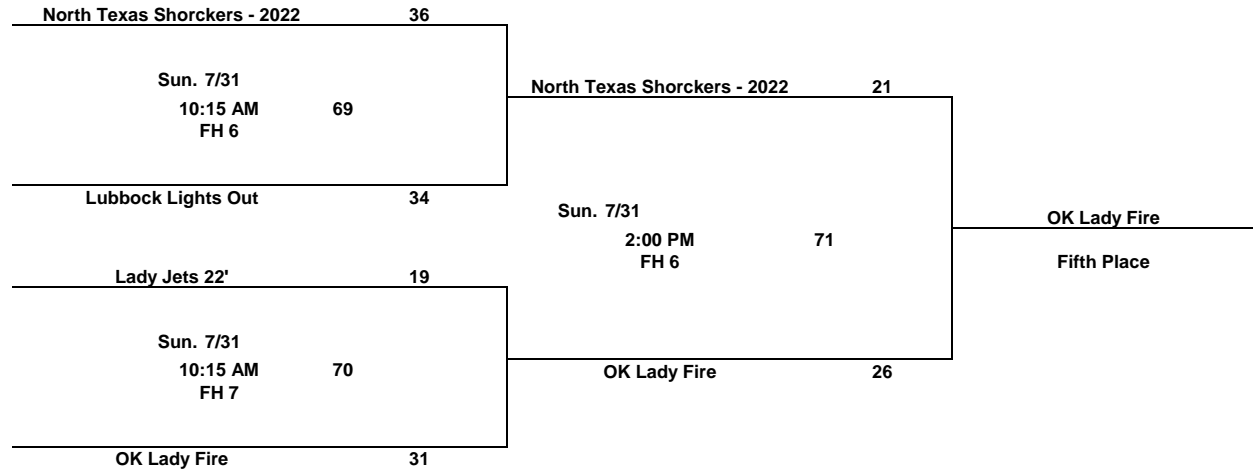 North Texas Shorckers - 2022 36
Sun. 7/31
10:15 AM 69
FH 6
Lubbock Lights Out 34
Lady Jets 22' 19
Sun. 7/31
10:15 AM 70
FH 7
OK Lady Fire 31
North Texas Shorckers - 2022 21
Sun. 7/31
2:00 PM 71
FH 6
OK Lady Fire 26
OK Lady Fire
Fifth Place